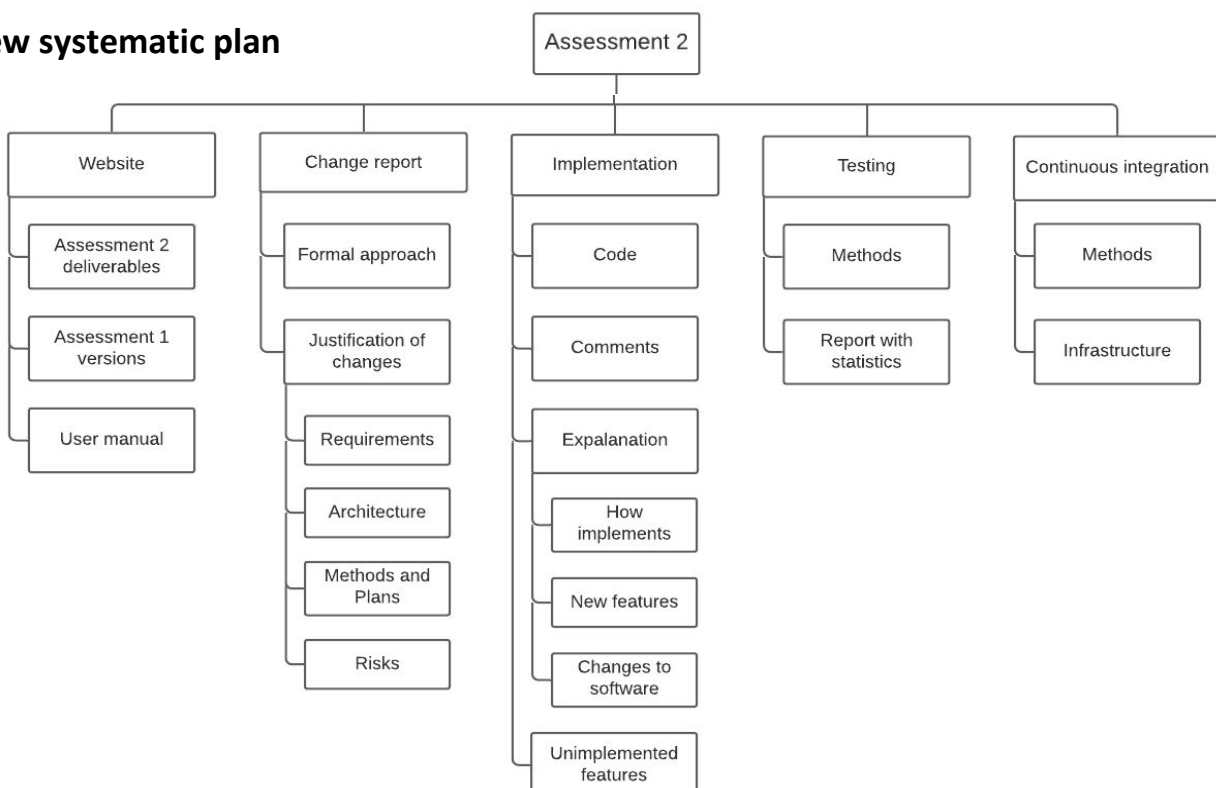 ew systematic plan
Assessment 2
Website
Change report
Implementation
Testing
Continuous integration
Assessment 2
deliverables
Assessment 1
versions
User manual
Formal approach
Justification of
changes
Requirements
Architecture
Methods and
Plans
Risks
Code
Comments
Expalanation
How
implements
New features
Changes to
software
Unimplemented
features
Methods
Report with
statistics
Methods
Infrastructure